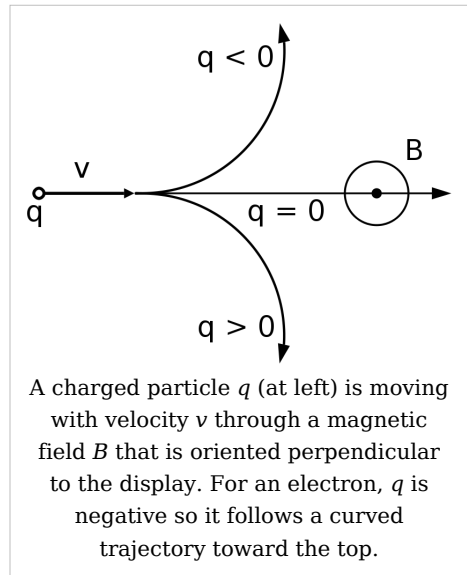 q < 0
B
v
q
q = 0
q > 0
A charged particle q (at left) is moving
with velocity v through a magnetic
field B that is oriented perpendicular
to the display. For an electron, q is
negative so it follows a curved
trajectory toward the top.